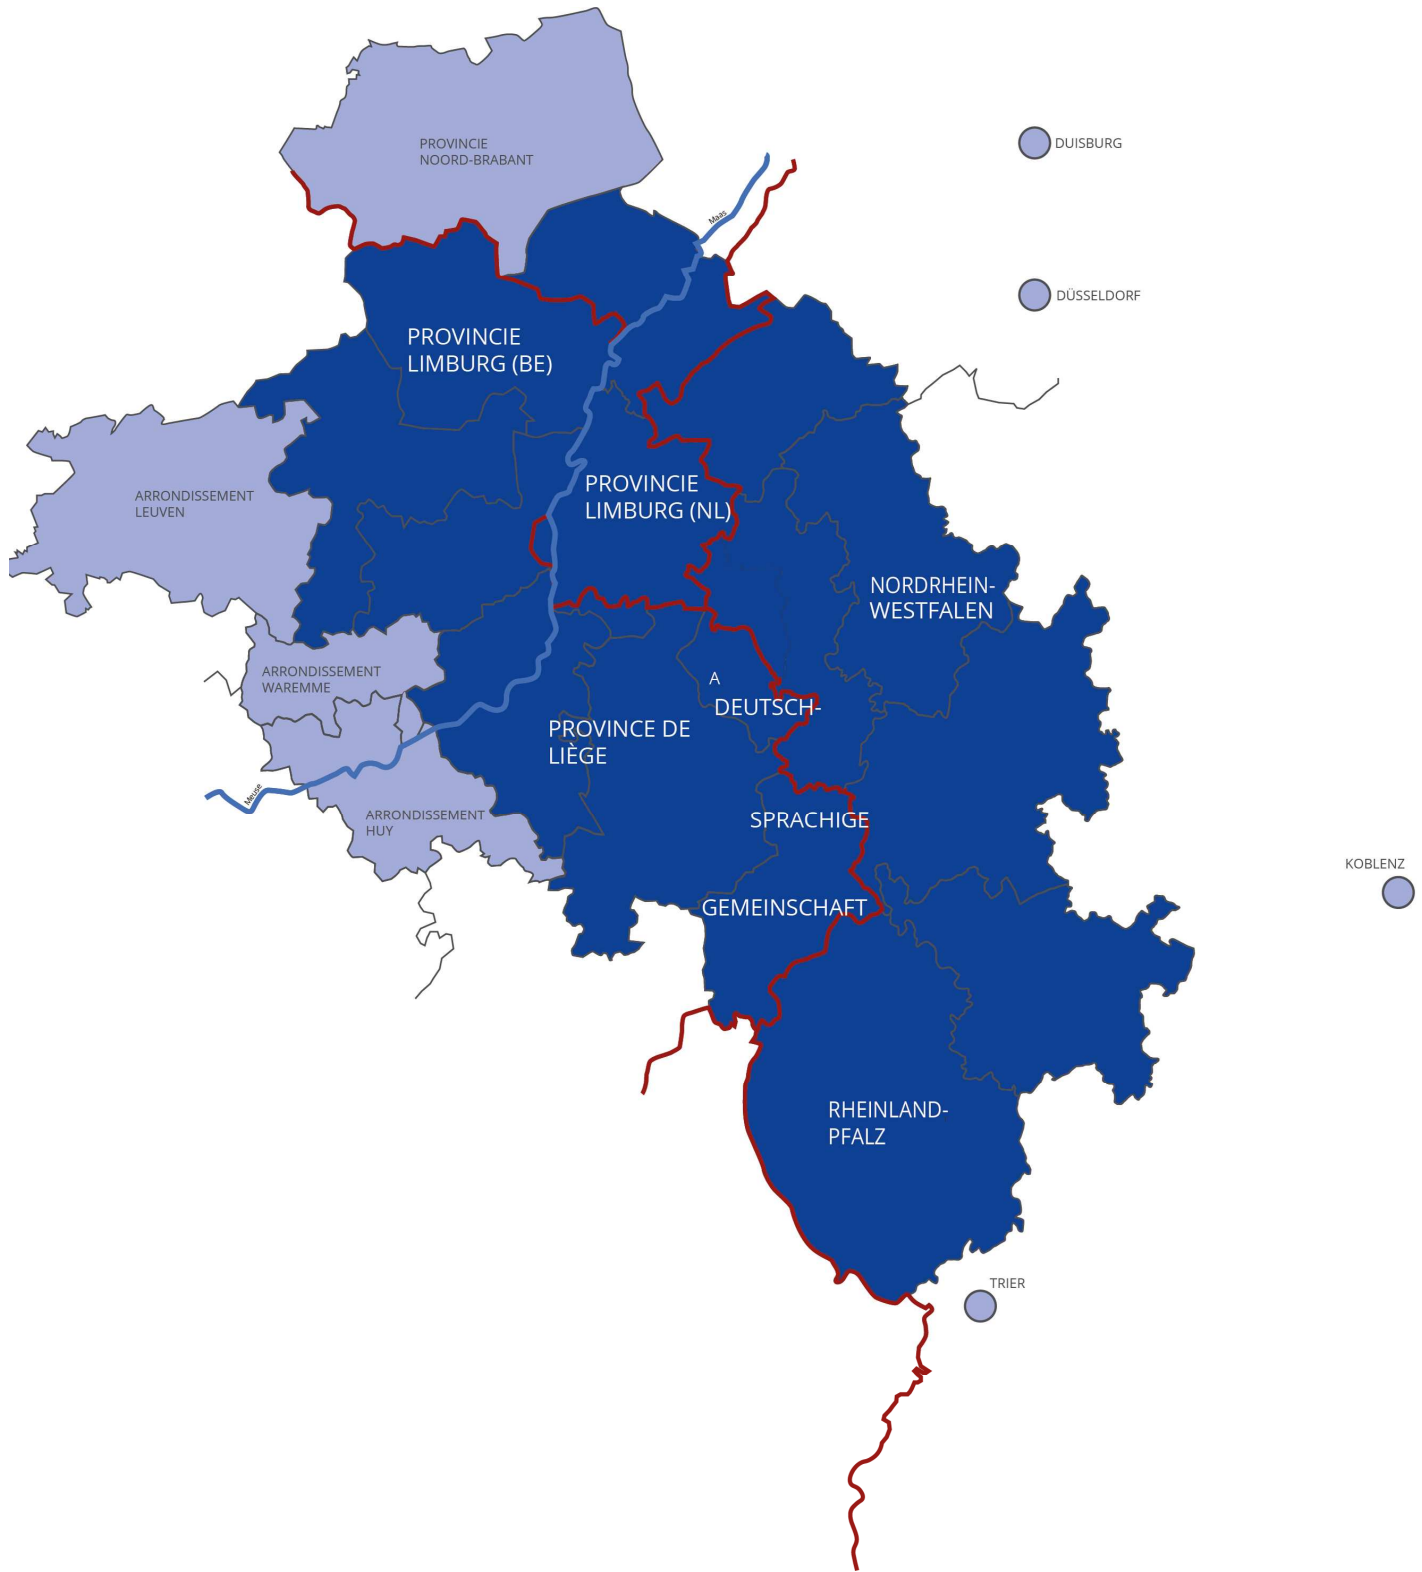 PROVINCIE
NOORD-BRABANT
DUISBURG
Maas
DÜSSELDORF
PROVINCIE
LIMBURG (BE)
PROVINCIE
LIMBURG (NL)
ARRONDISSEMENT
LEUVEN
NORDRHEIN-
WESTFALEN
ARRONDISSEMENT
WAREMME
A
DEUTSCH-
PROVINCE DE
LIÈGE
Meuse
ARRONDISSEMENT
HUY
SPRACHIGE
KOBLENZ
GEMEINSCHAFT
RHEINLAND-
PFALZ
TRIER